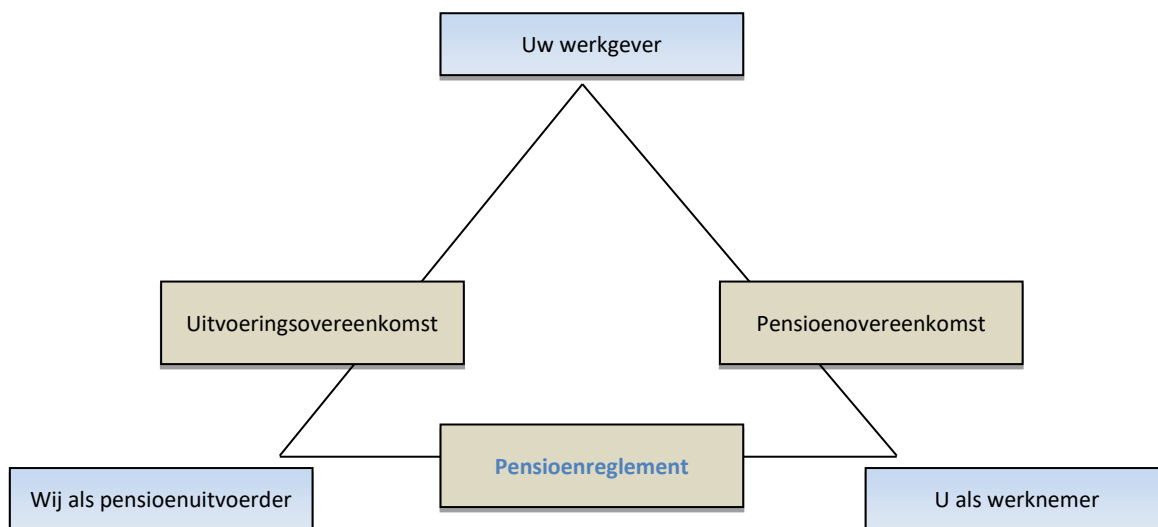 Uw werkgever
Uitvoeringsovereenkomst
Pensioenovereenkomst
Pensioenreglement
Wij als pensioenuitvoerder
U als werknemer